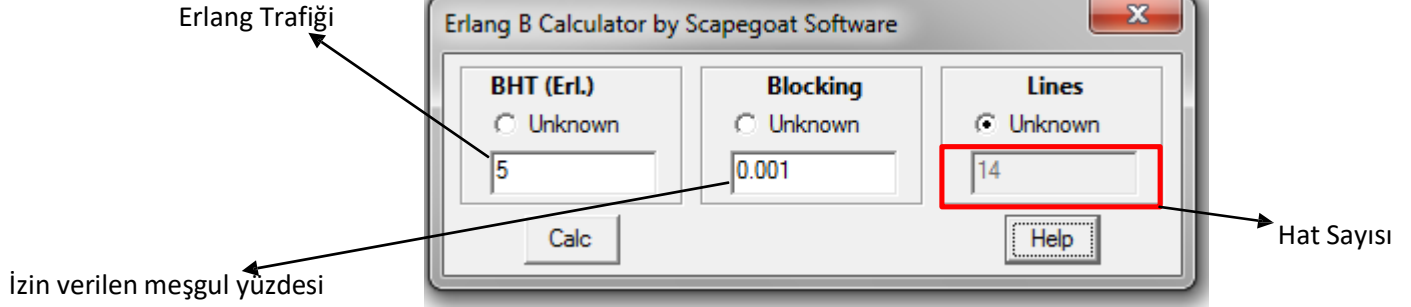 Erlang Trafiği
Erlang B Calculator by Scapegoat Software
BHT (Erl.) Blocking Lines
Unknown Unknown Unknown
5 0.001 14
Calc Help
Hat Sayısı
İzin verilen meşgul yüzdesi